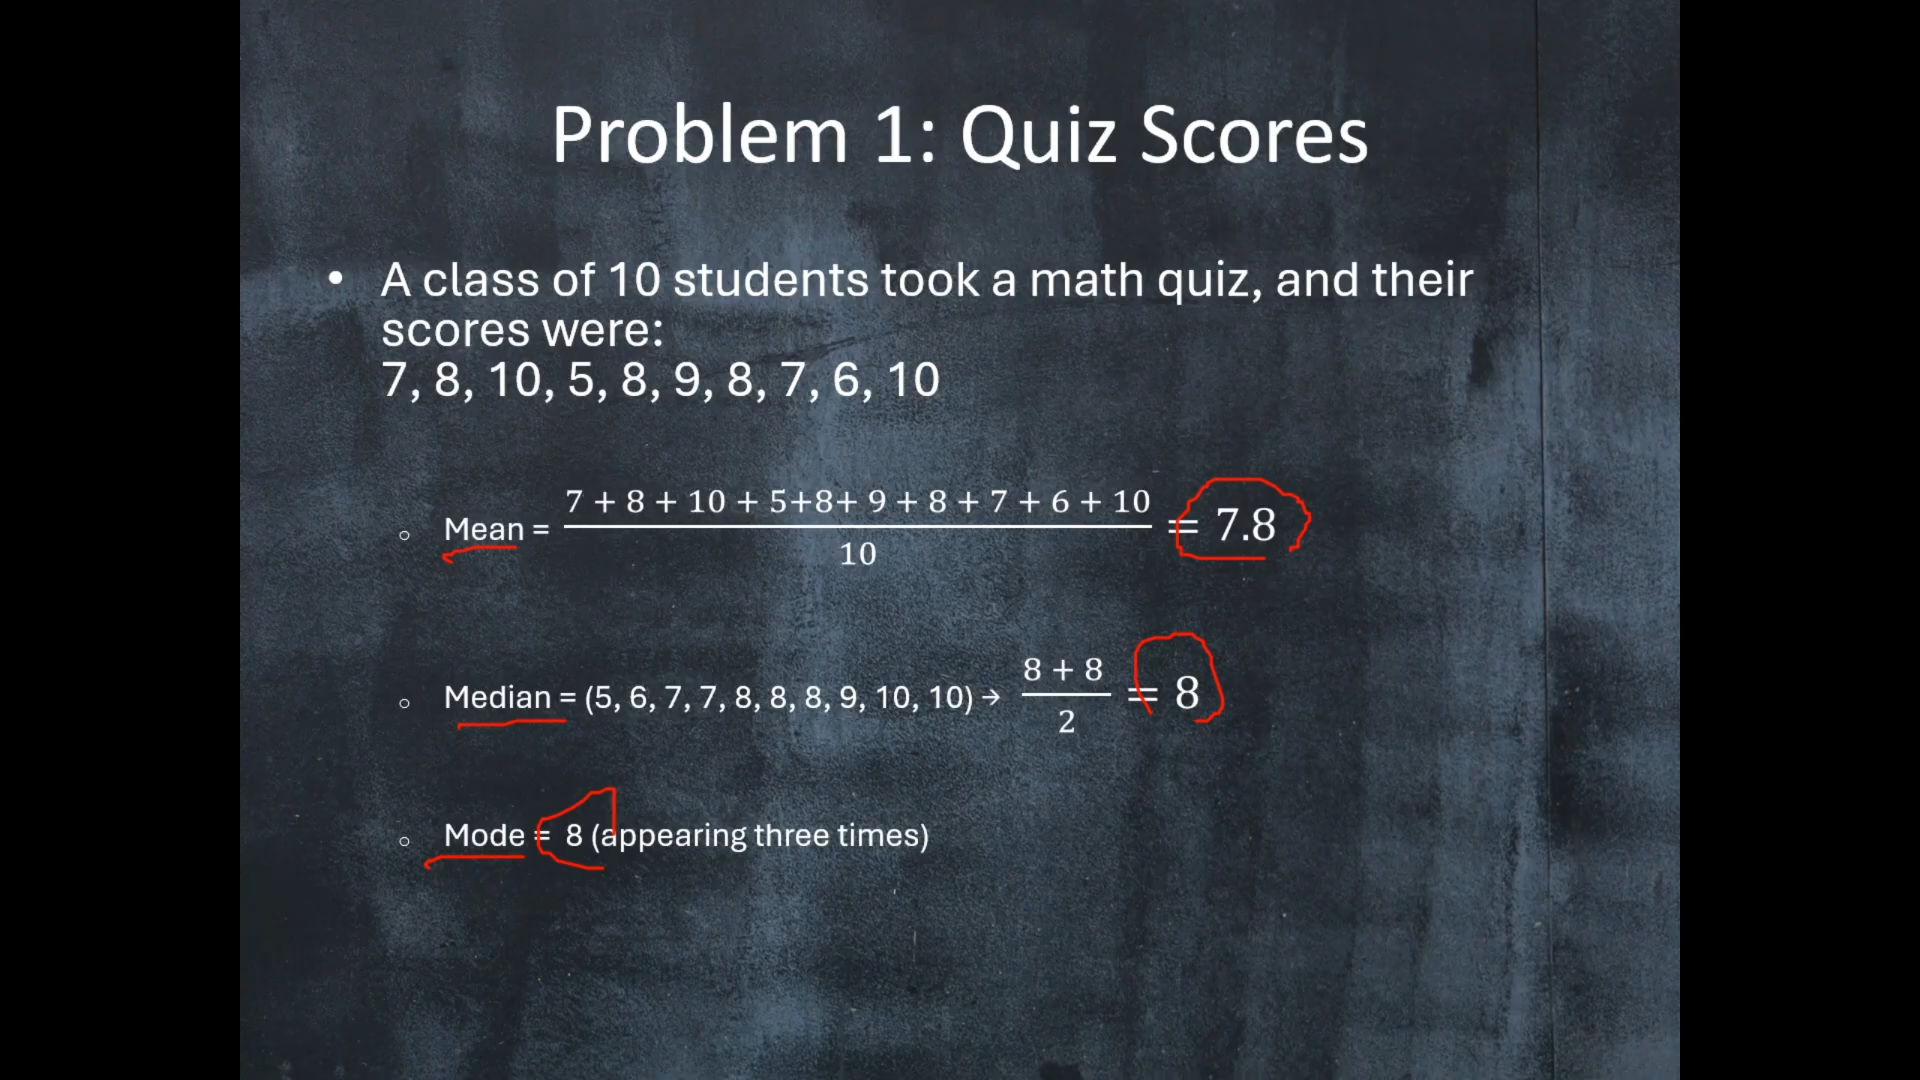 Problem 1: Quiz Scores
• A class of 10 students took a math quiz, and their
scores were:
7, 8, 10, 5, 8, 9, 8, 7, 6, 10
○ Mean = (7 + 8 + 10 + 5+8+ 9 + 8 + 7 + 6 + 10)/10 = 7.8
○ Median = (5, 6, 7, 7, 8, 8, 8, 9, 10, 10) → (8 + 8)/2 = 8
○ Mode = 8 (appearing three times)